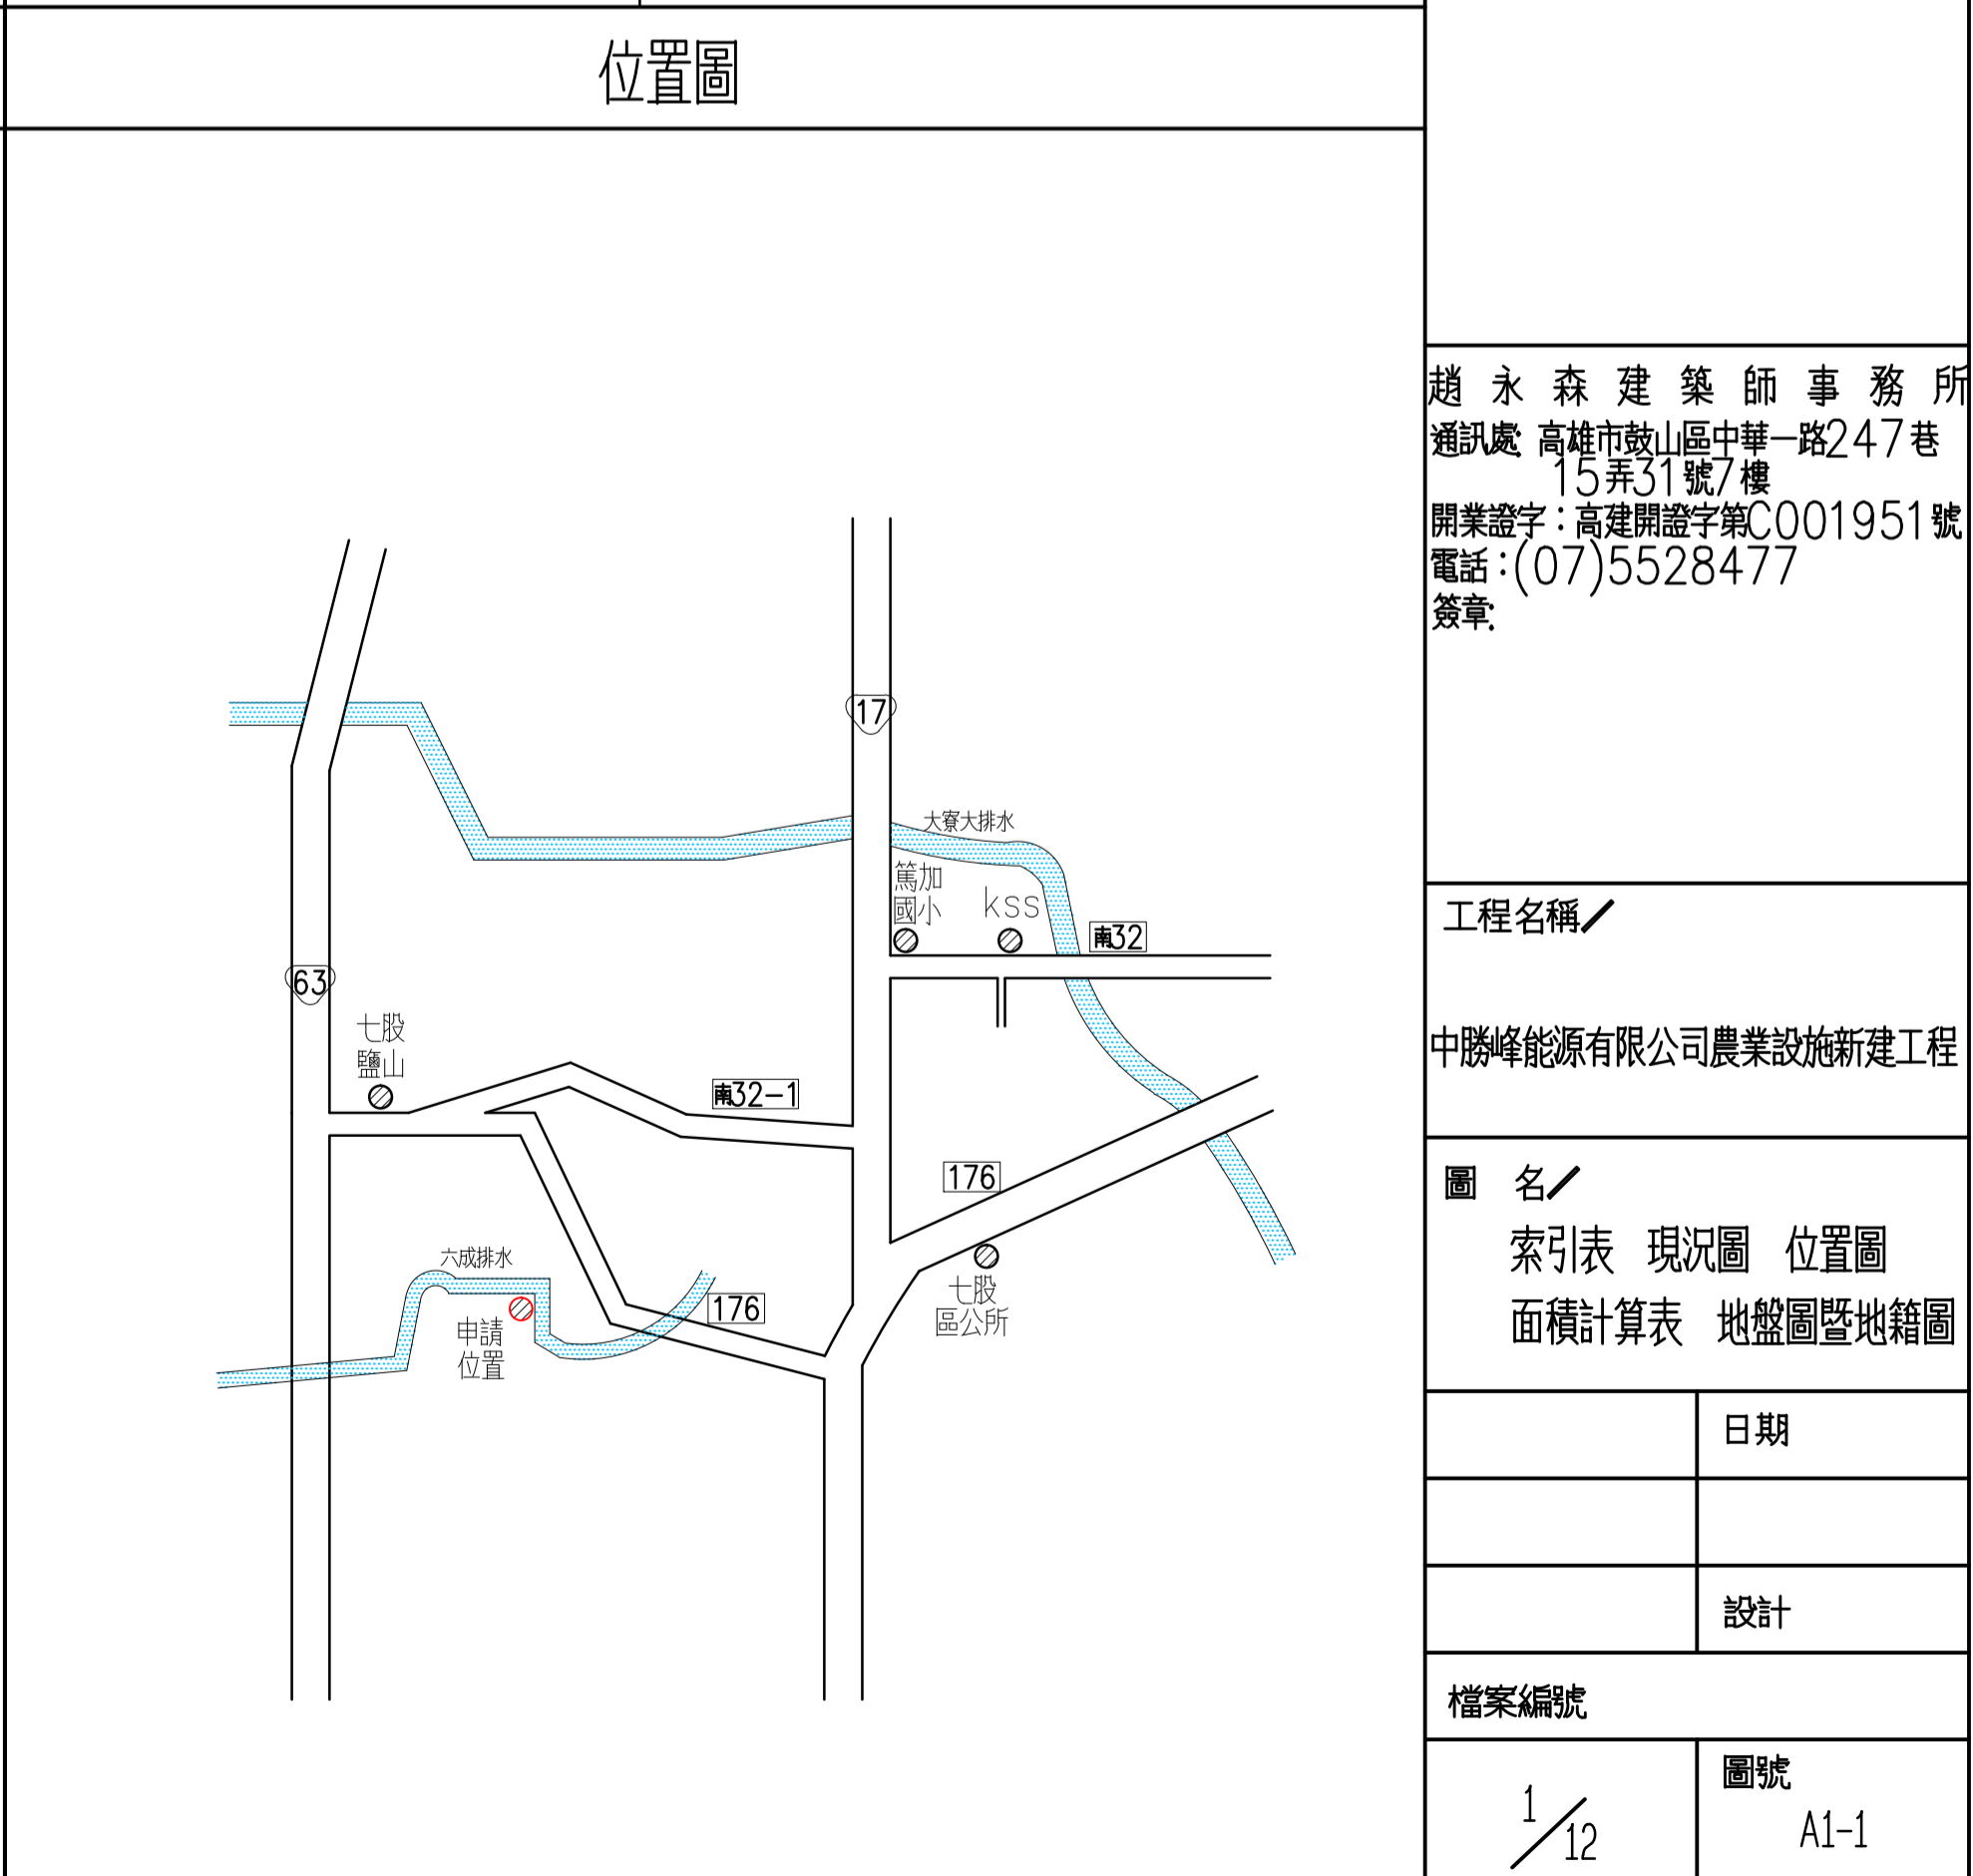 位置圖
17
大寮大排水
篤加
國小
kss
南32
63
七股
鹽山
南32-1
176
六成排水
七股
區公所
176
申請
位置
趙永森建築師事務所
通訊處:高雄市鼓山區中華一路247巷
15弄31號7樓
開業證字:高建開證字第C001951號
電話:(07)5528477
簽章:
工程名稱/
中勝峰能源有限公司農業設施新建工程
圖 名/
索引表 現況圖 位置圖
面積計算表 地盤圖暨地籍圖
日期
設計
檔案編號
1/12
圖號
A1-1